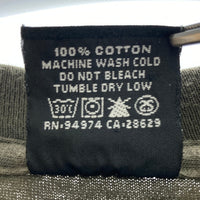 100% COTTON
MACHINE WASH COLD
DO NOT BLEACH
TUMBLE DRY LOW
30°C
RN:94974 CA:28629